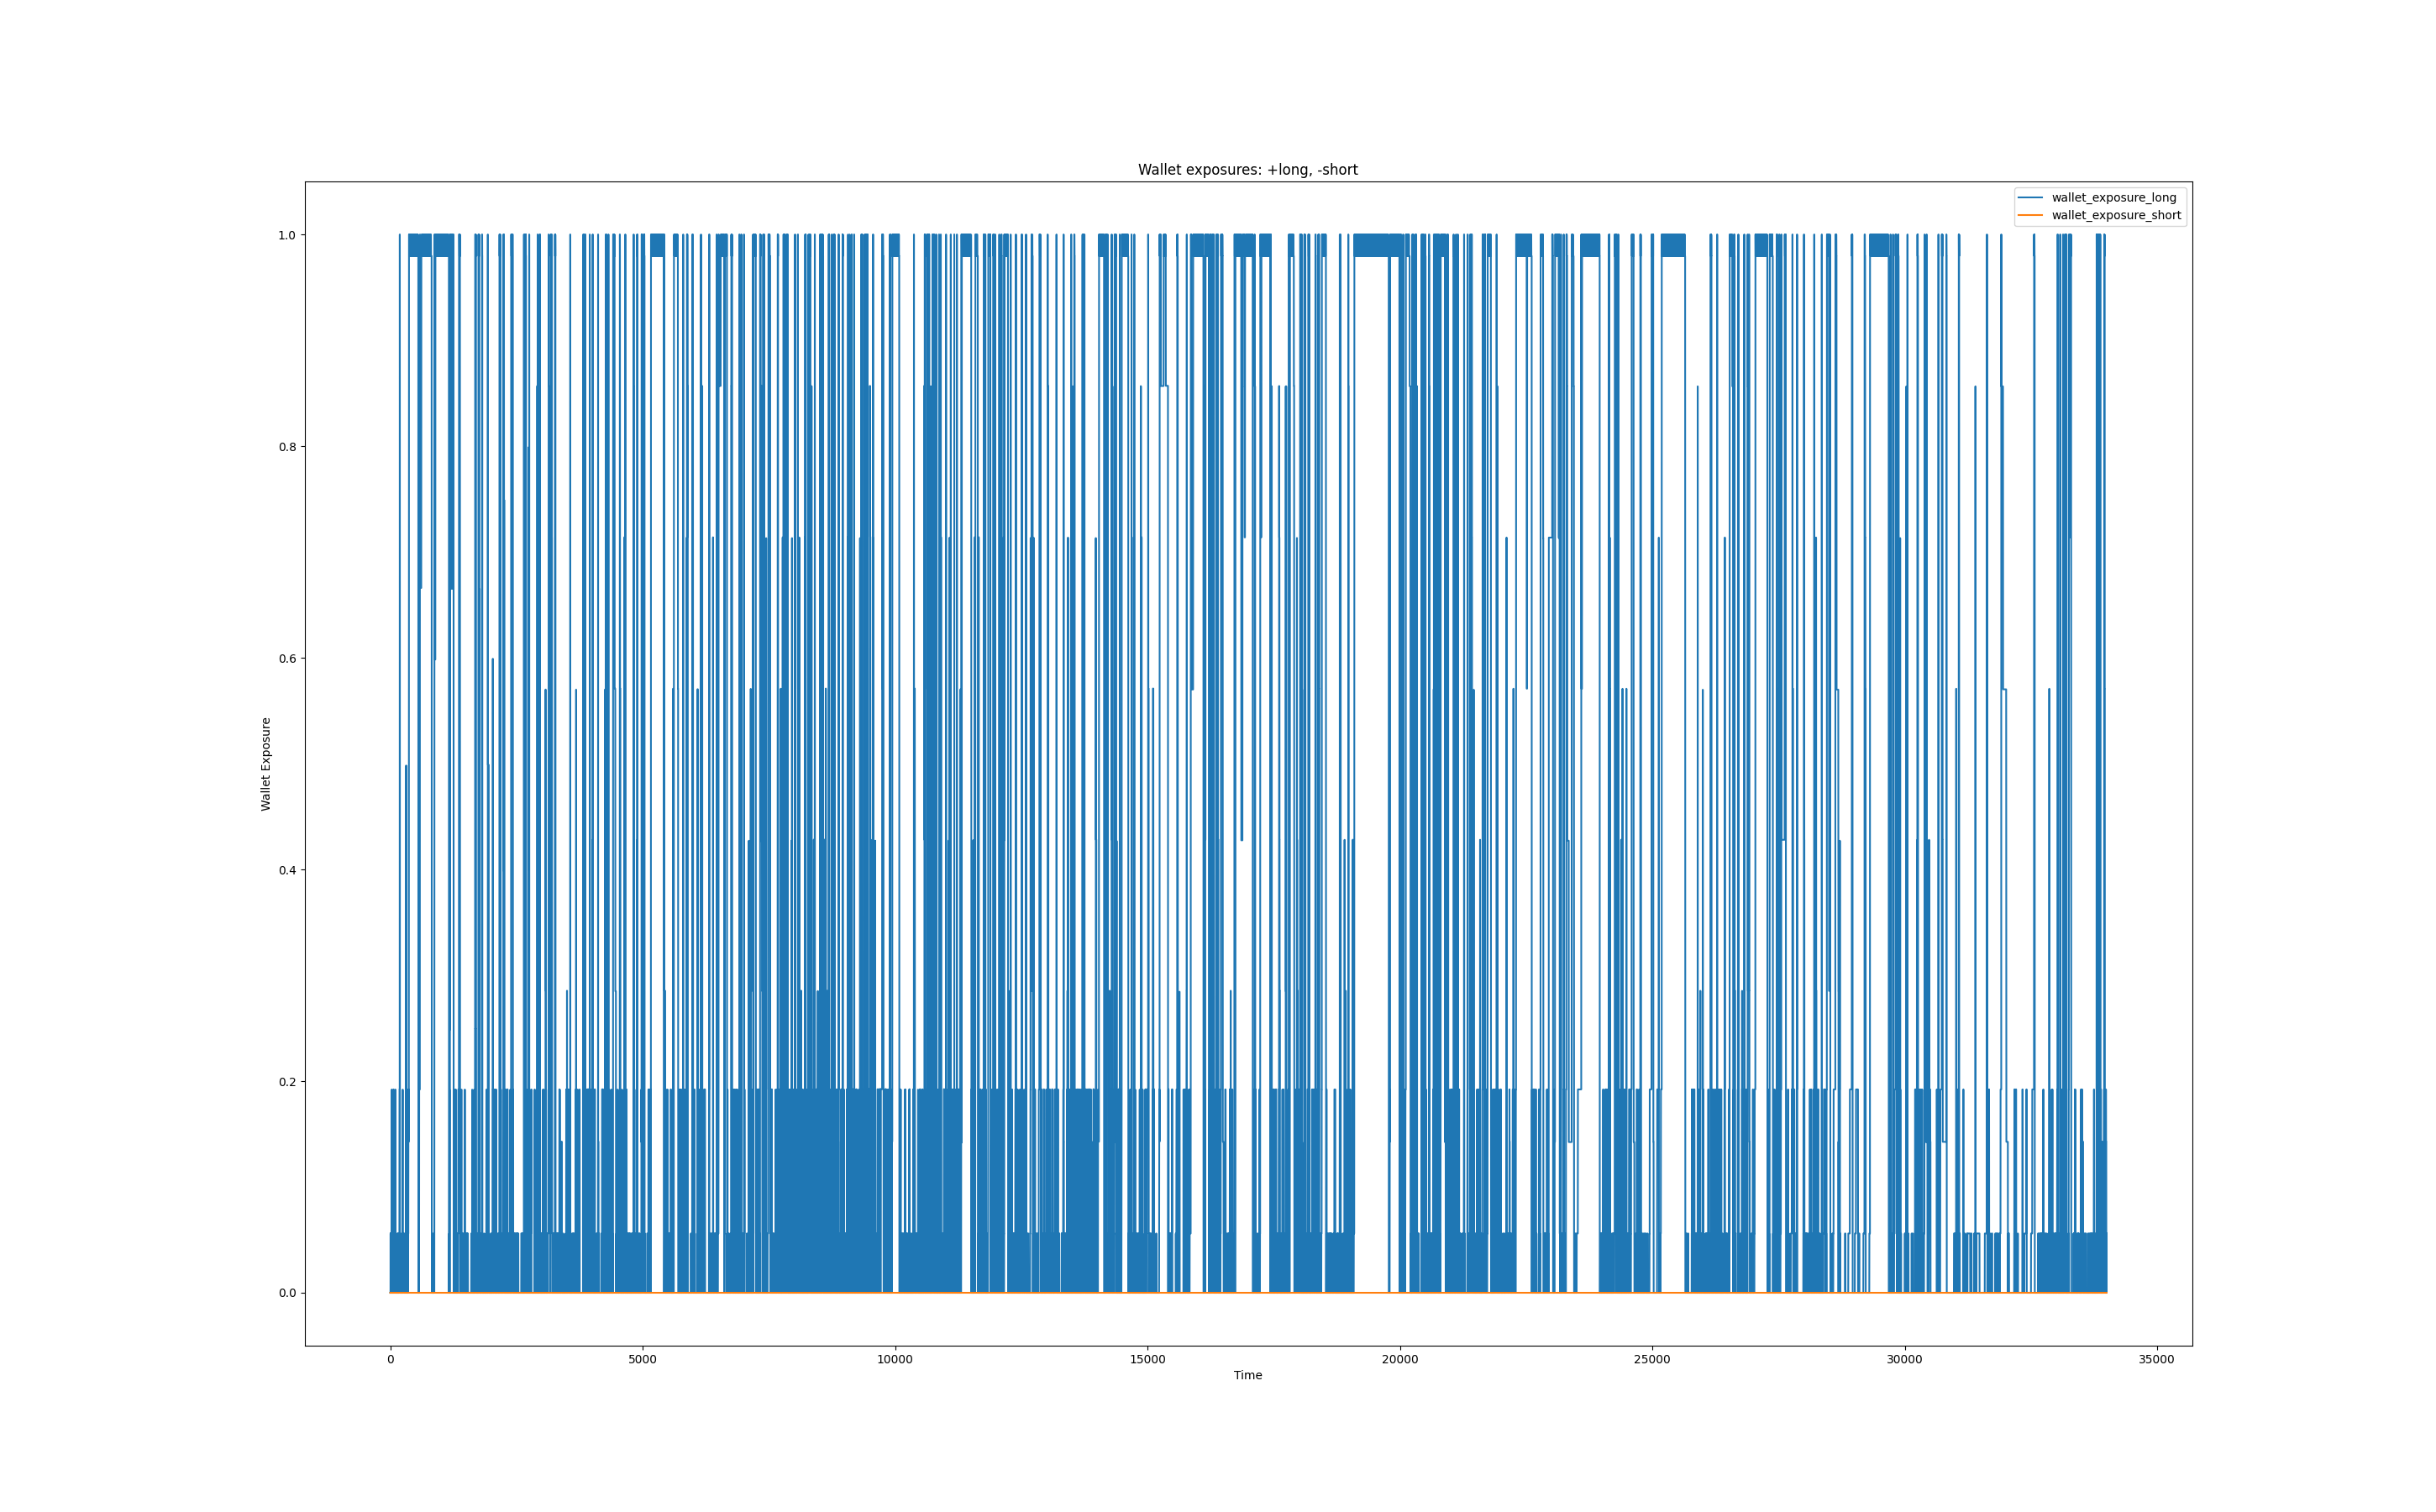 Wallet exposures: +long, -short
wallet_exposure_long
wallet_exposure_short
1.0
0.8
0.6
0.4
0.2
0.0
Wallet Exposure
0 5000 10000 15000 20000 25000 30000 35000
Time